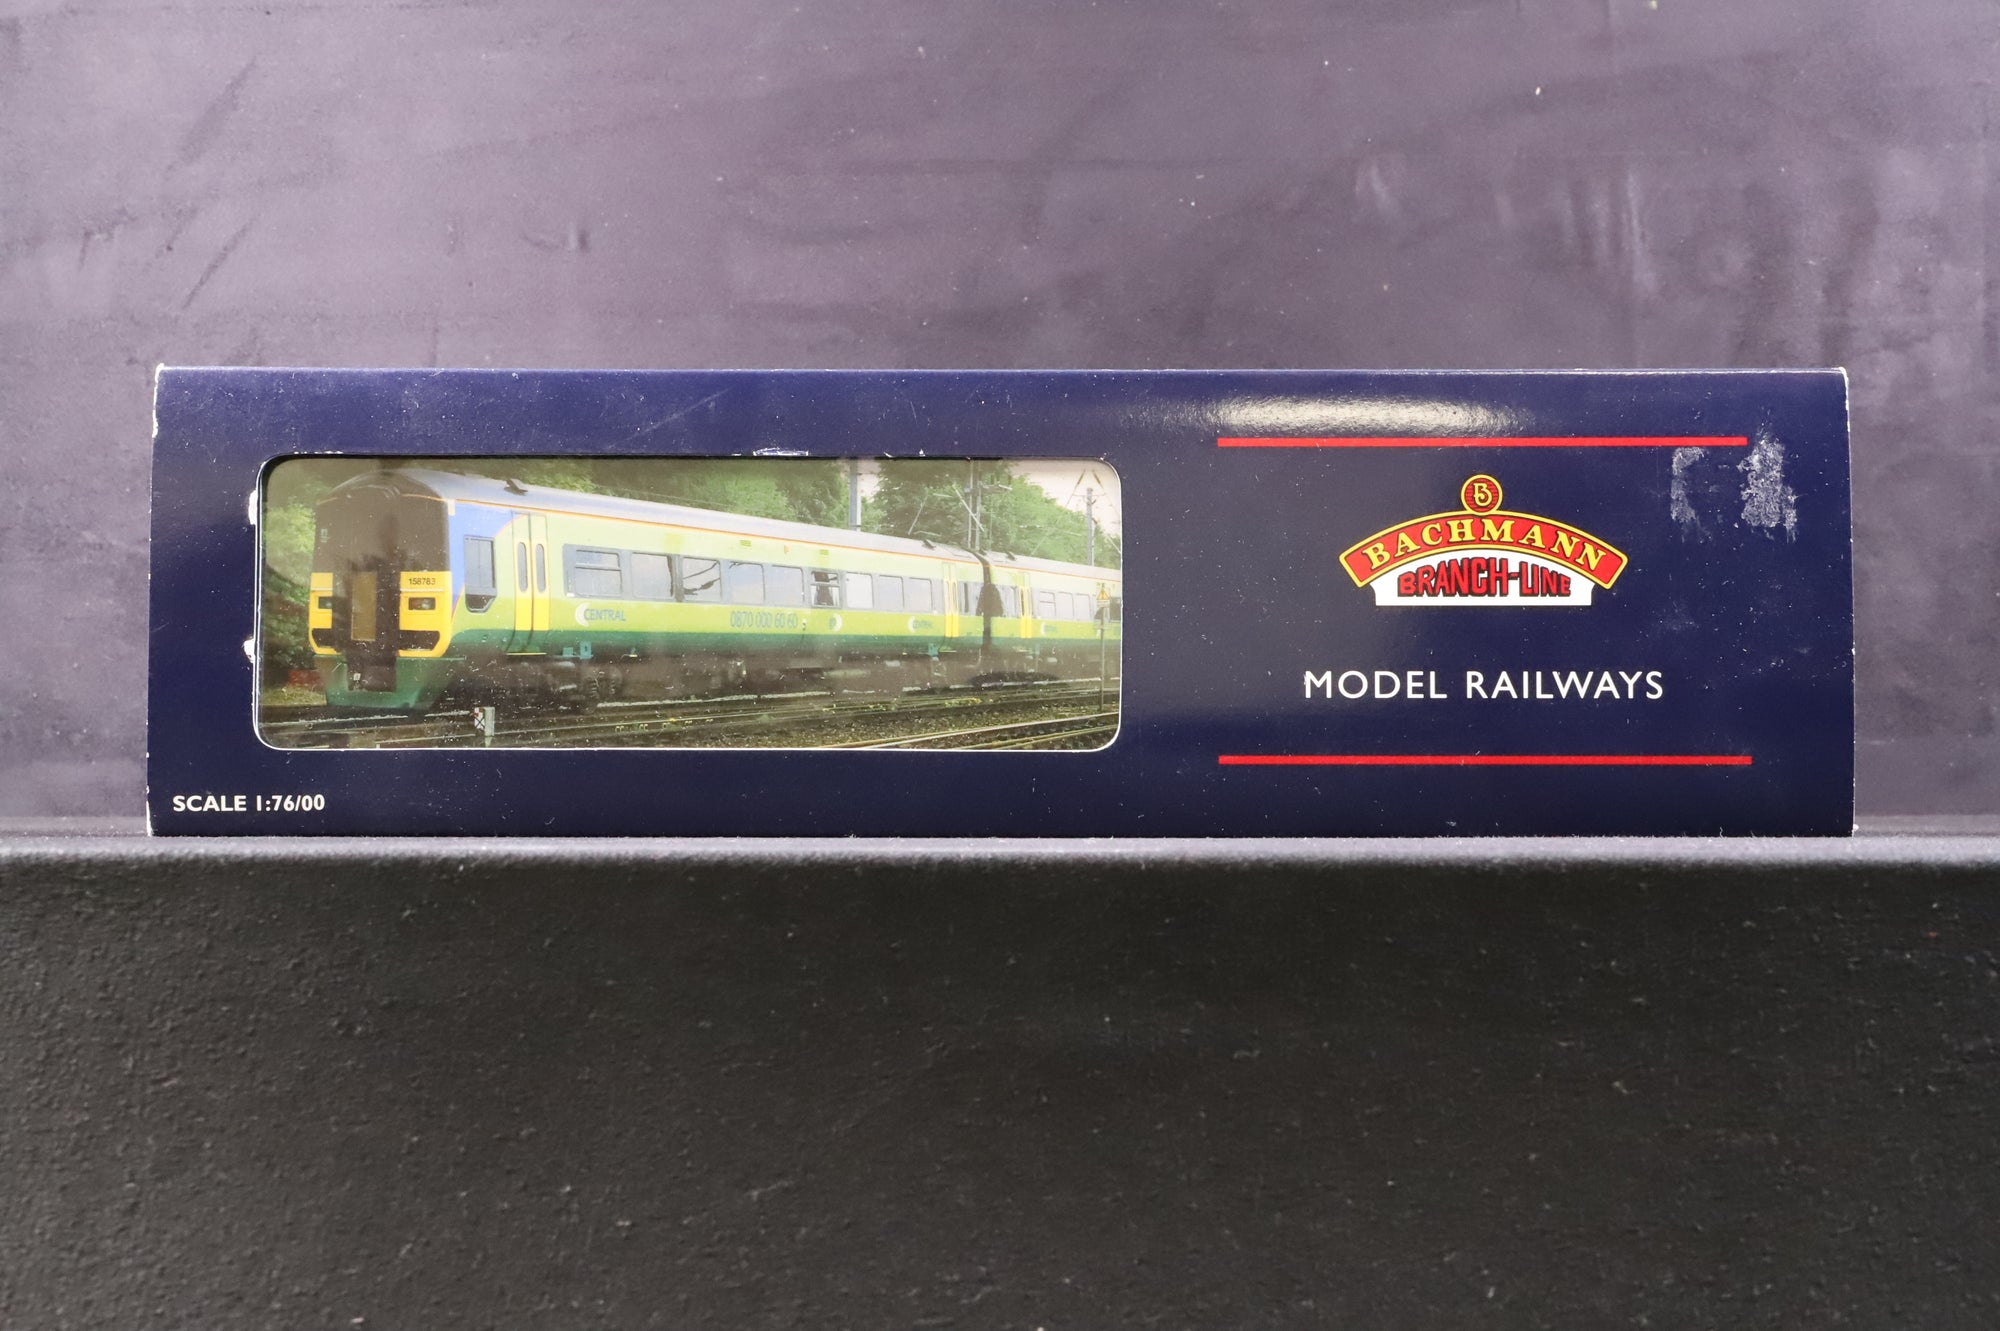 158783
CENTRAL
0870 000 60 60
CENTRAL
B
BACHMANN
BRANCH-LINE
MODEL RAILWAYS
SCALE 1:76/00